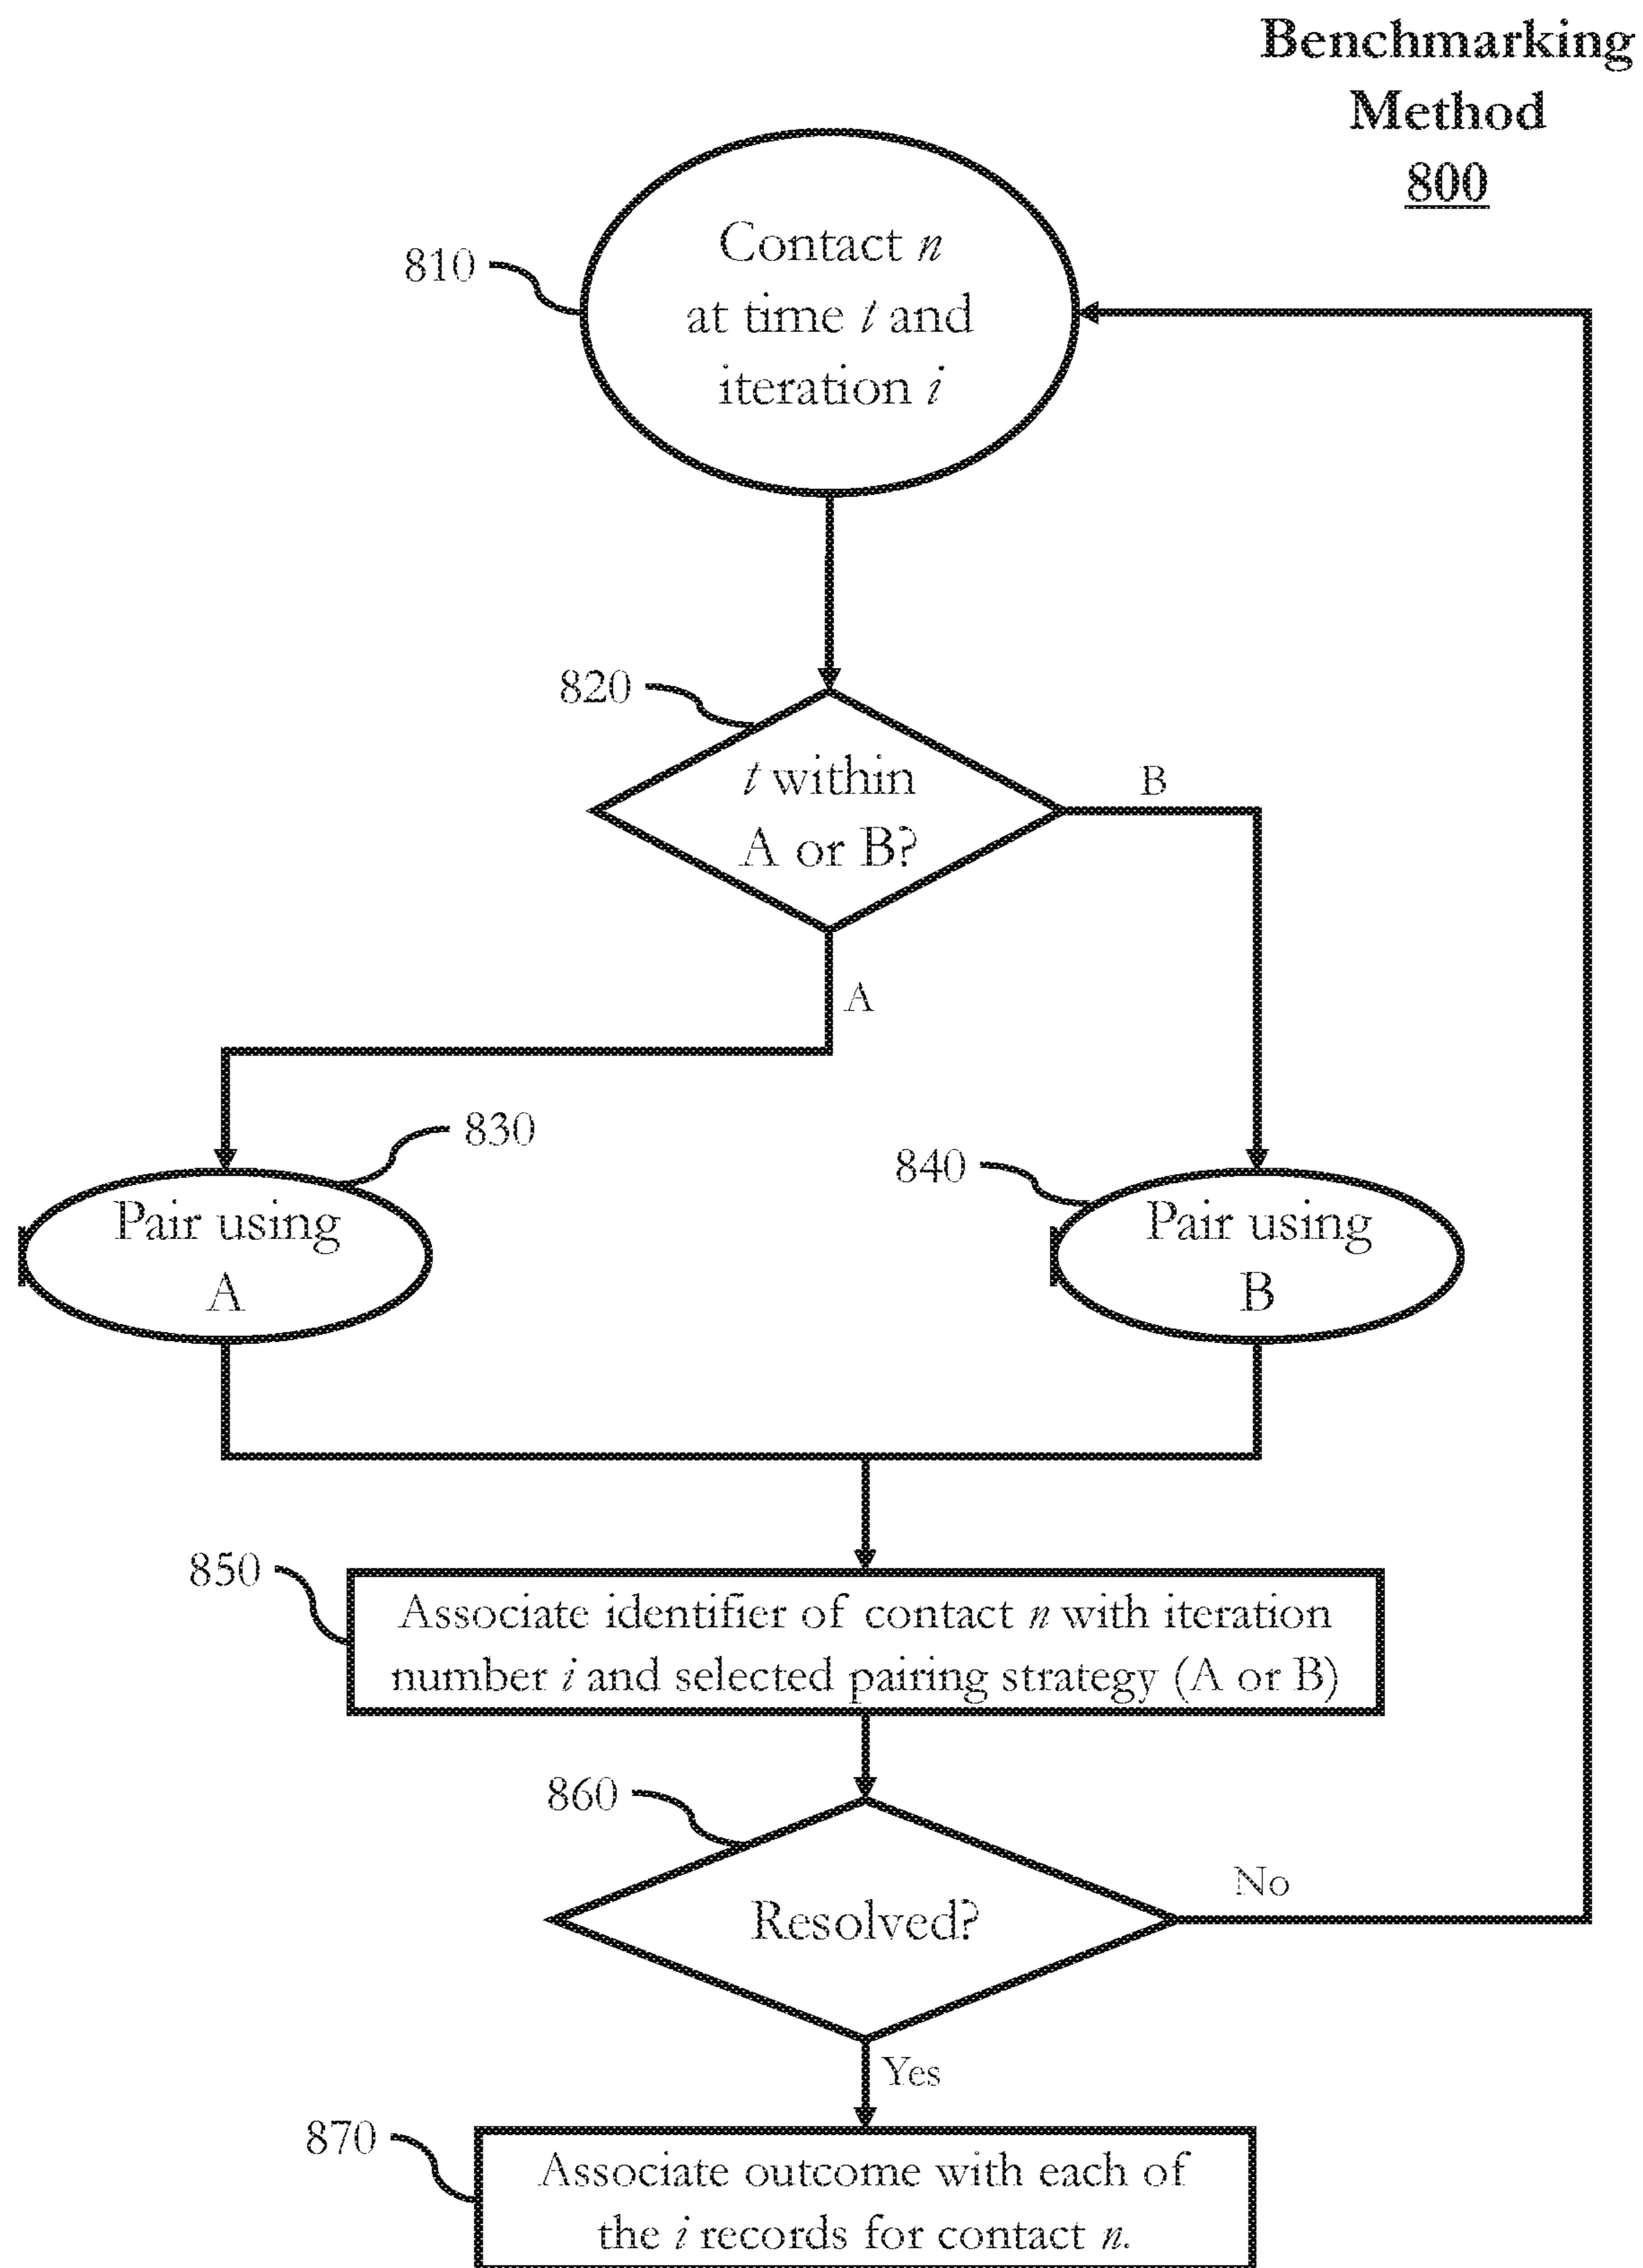 Benchmarking
Method
800
810
Contact n
at time t and
iteration i
820
t within
A or B?
B
A
830
Pair using
A
840
Pair using
B
850
Associate identifier of contact n with iteration
number i and selected pairing strategy (A or B)
860
Resolved?
No
Yes
870
Associate outcome with each of
the i records for contact n.